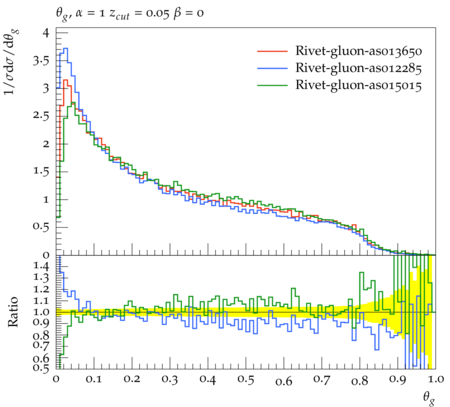 θg, α = 1 zcut = 0.05 β = 0
1/σdσ/dθg
4
3.5
3
2.5
2
1.5
1
0.5
0
Rivet-gluon-aso13650
Rivet-gluon-aso12285
Rivet-gluon-aso15015
Ratio
1.4
1.3
1.2
1.1
1.0
0.9
0.8
0.7
0.6
0.5
0 0.1 0.2 0.3 0.4 0.5 0.6 0.7 0.8 0.9 1.0
θg